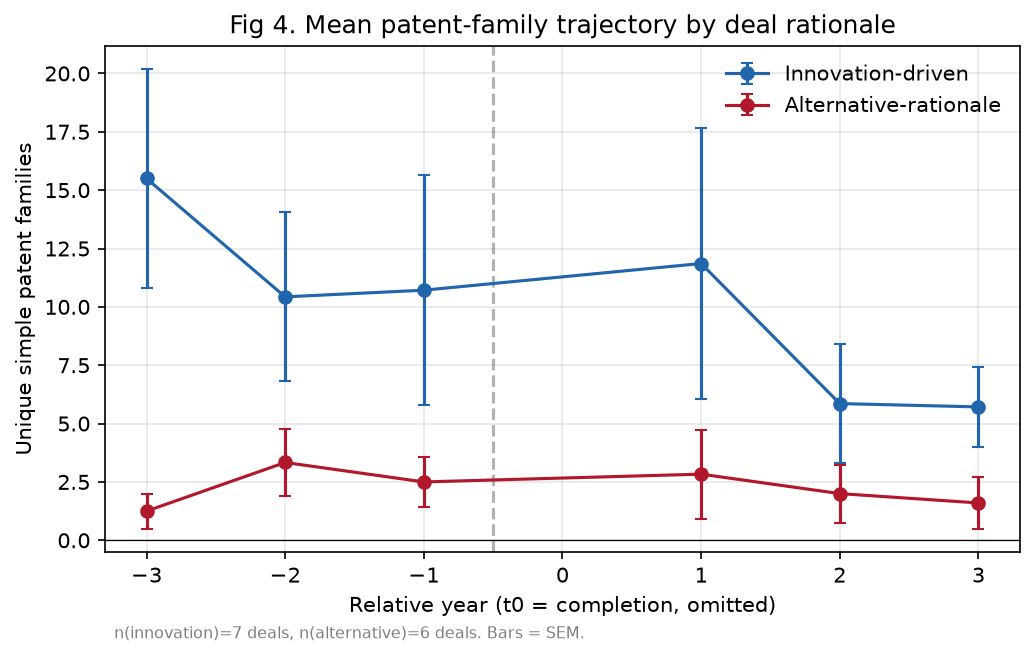 Fig 4. Mean patent-family trajectory by deal rationale
Innovation-driven
Alternative-rationale
Unique simple patent families
20.0
17.5
15.0
12.5
10.0
7.5
5.0
2.5
0.0
−3
−2
−1
0
1
2
3
Relative year (t0 = completion, omitted)
n(innovation)=7 deals, n(alternative)=6 deals. Bars = SEM.